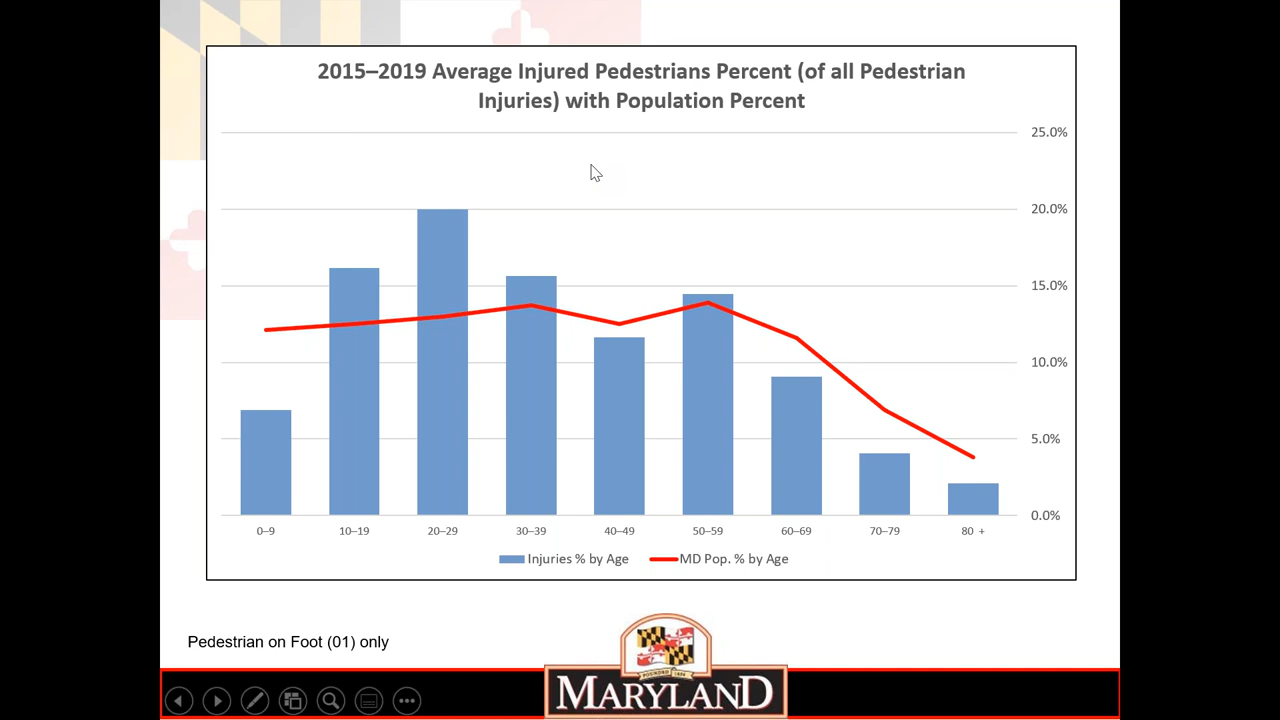 2015–2019 Average Injured Pedestrians Percent (of all Pedestrian
Injuries) with Population Percent
25.0%
20.0%
15.0%
10.0%
5.0%
0.0%
0–9 10–19 20–29 30–39 40–49 50–59 60–69 70–79 80 +
Injuries % by Age MD Pop. % by Age
Pedestrian on Foot (01) only
MARYLAND